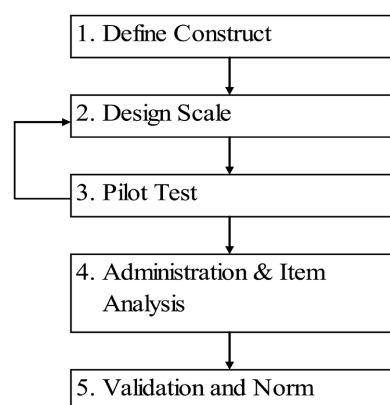 1. Define Construct
2. Design Scale
3. Pilot Test
4. Administration & Item
Analysis
5. Validation and Norm